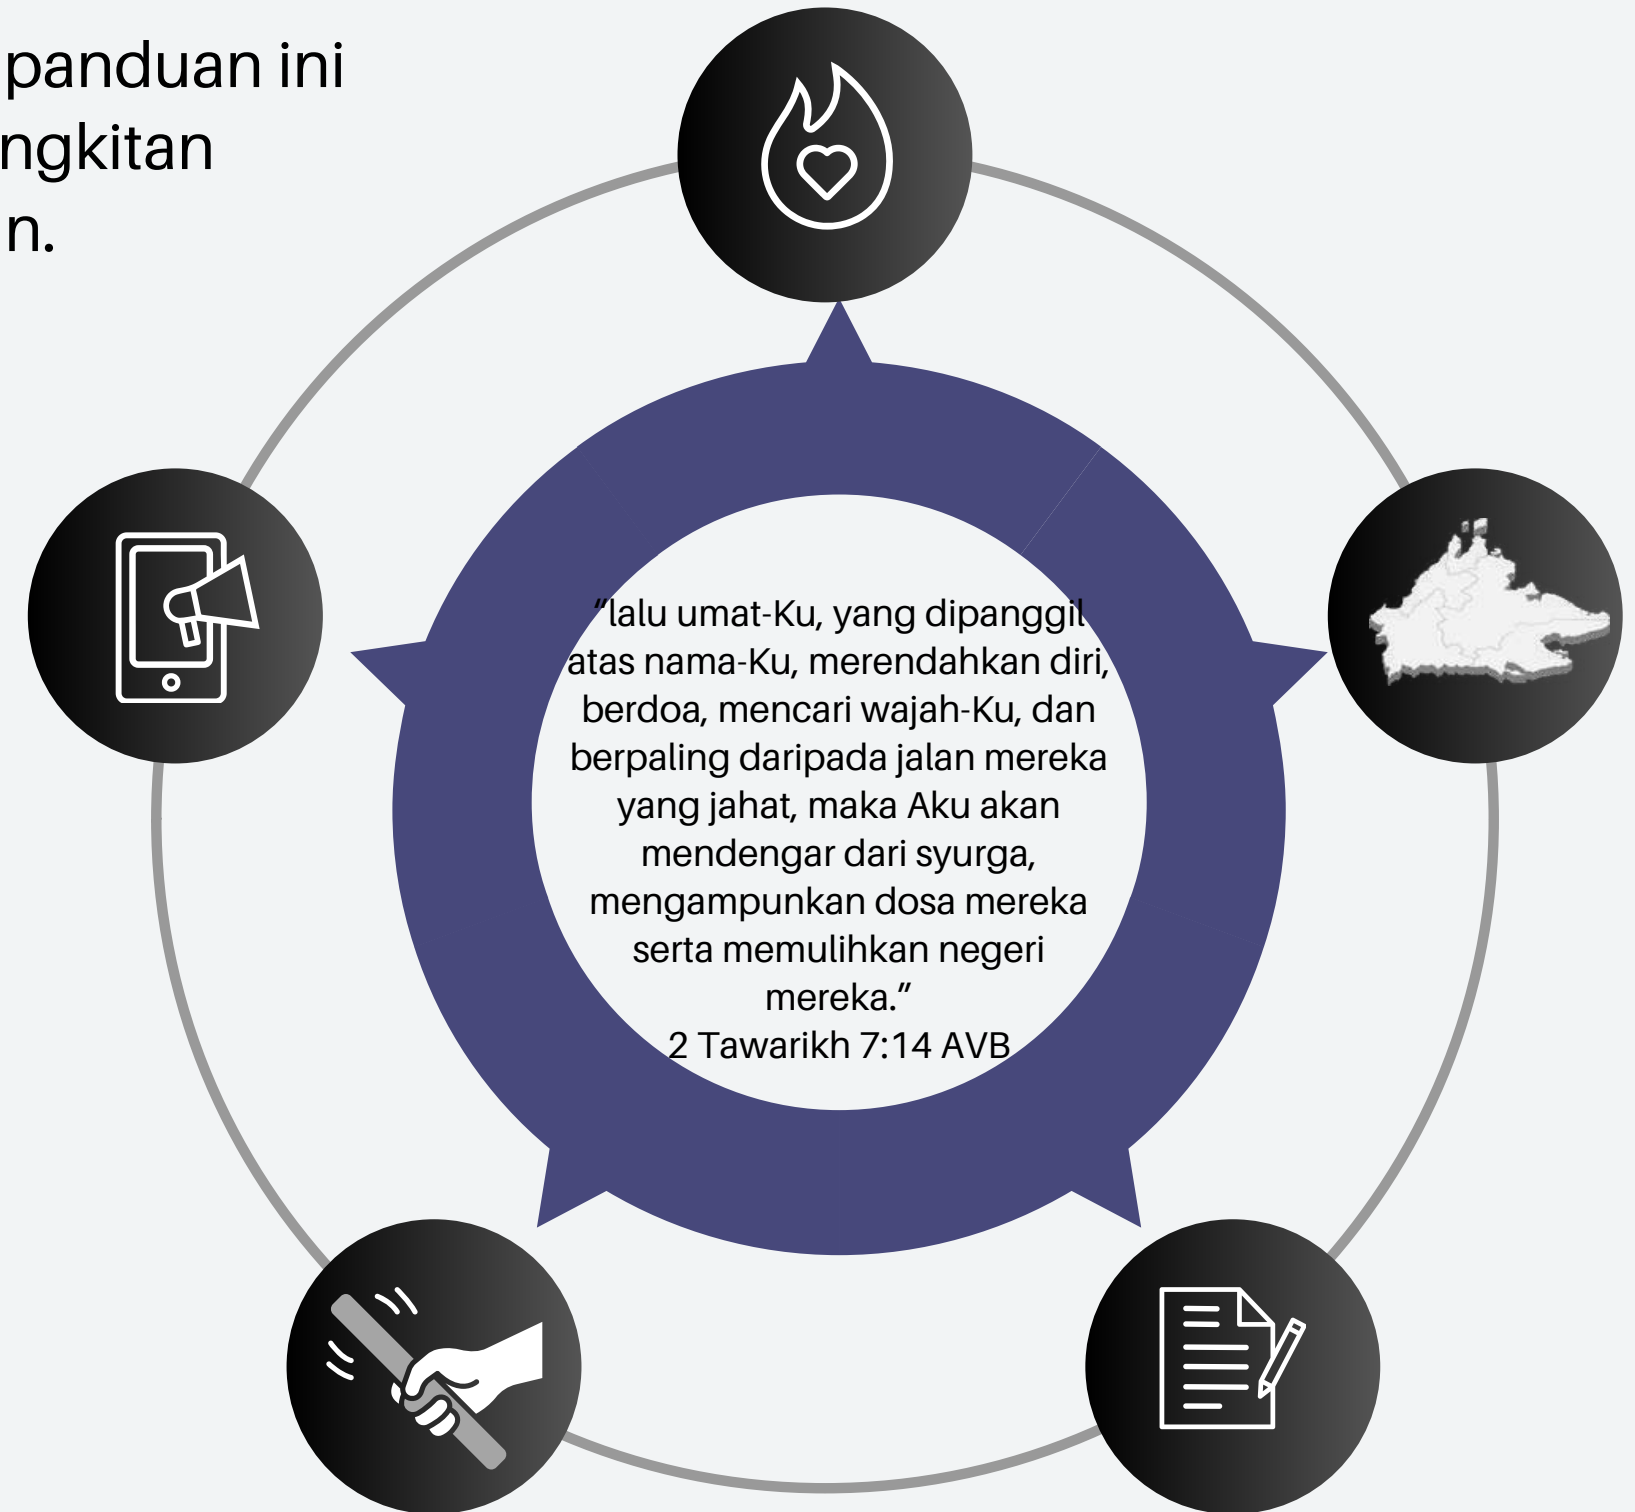 panduan ini
ngkitan
n.
“lalu umat-Ku, yang dipanggil
atas nama-Ku, merendahkan diri,
berdoa, mencari wajah-Ku, dan
berpaling daripada jalan mereka
yang jahat, maka Aku akan
mendengar dari syurga,
mengampunkan dosa mereka
serta memulihkan negeri
mereka.”
2 Tawarikh 7:14 AVB